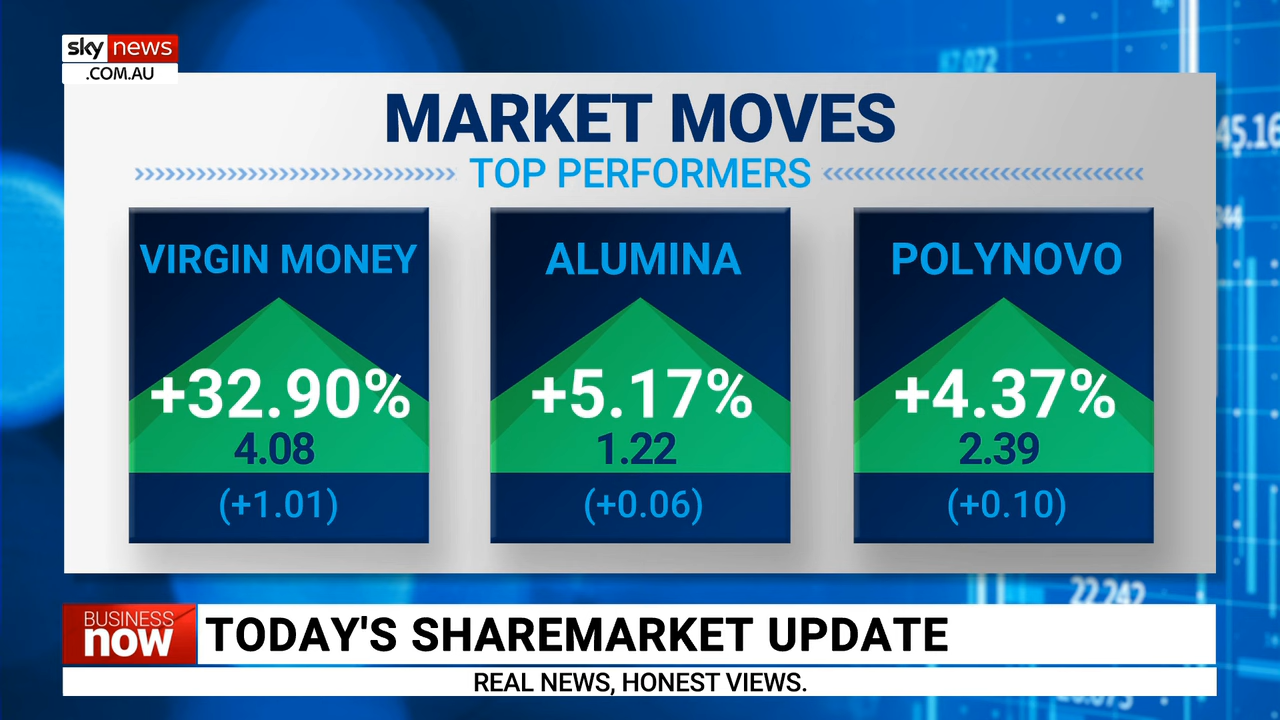 sky news
.COM.AU
MARKET MOVES
TOP PERFORMERS
VIRGIN MONEY
+32.90%
4.08
(+1.01)
ALUMINA
+5.17%
1.22
(+0.06)
POLYNOVO
+4.37%
2.39
(+0.10)
BUSINESS
now
TODAY'S SHAREMARKET UPDATE
REAL NEWS, HONEST VIEWS.
22,242